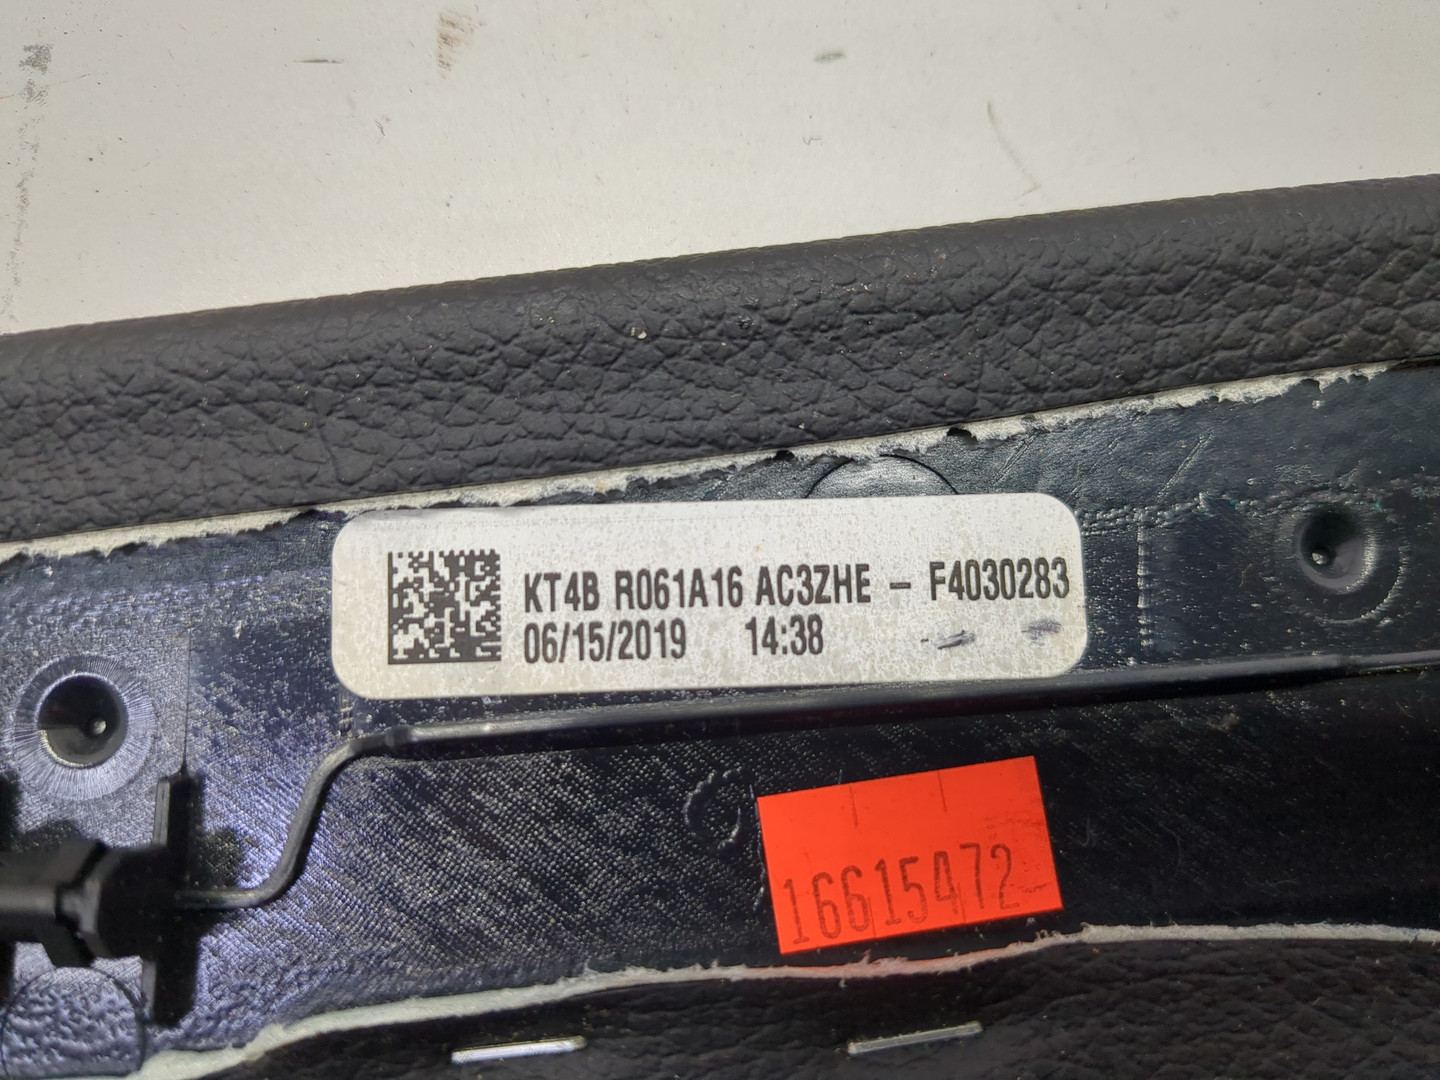 KT4B R061A16 AC3ZHE - F4030283
06/15/2019 14:38
16615472